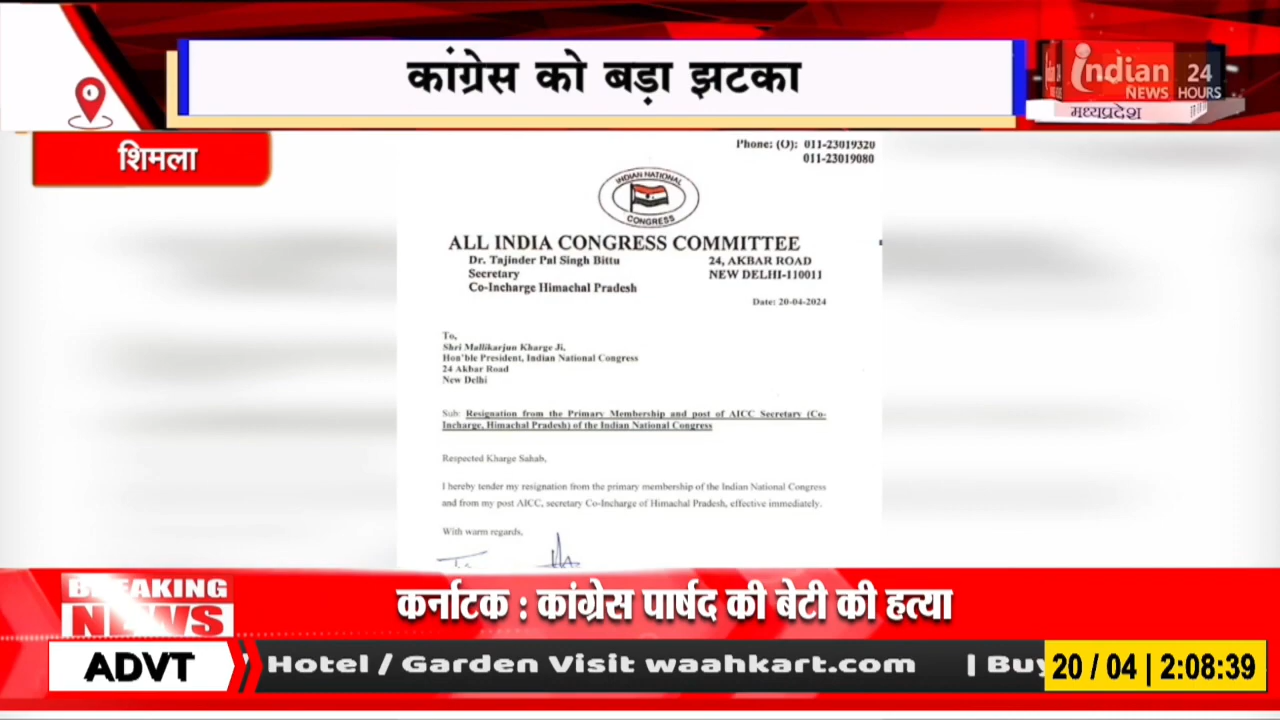 कांग्रेस को बड़ा झटका
indian
NEWS
24
HOURS
मध्यप्रदेश
शिमला
Phone: (O): 011-23019320
011-23019080
INDIAN NATIONAL
CONGRESS
ALL INDIA CONGRESS COMMITTEE
Dr. Tajinder Pal Singh Bittu
Secretary
Co-Incharge Himachal Pradesh
24, AKBAR ROAD
NEW DELHI-110011
Date: 20-04-2024
To,
Shri Mallikarjun Kharge Ji,
Hon'ble President, Indian National Congress
24 Akbar Road
New Delhi
Sub: Resignation from the Primary Membership and post of AICC Secretary (Co-
Incharge, Himachal Pradesh) of the Indian National Congress
Respected Kharge Sahab,
I hereby tender my resignation from the primary membership of the Indian National Congress
and from my post AICC, secretary Co-Incharge of Himachal Pradesh, effective immediately.
With warm regards,
BREAKING
NEWS
कर्नाटक : कांग्रेस पार्षद की बेटी की हत्या
ADVT
Hotel / Garden Visit waahkart.com | Buy
20 / 04 | 2:08:39